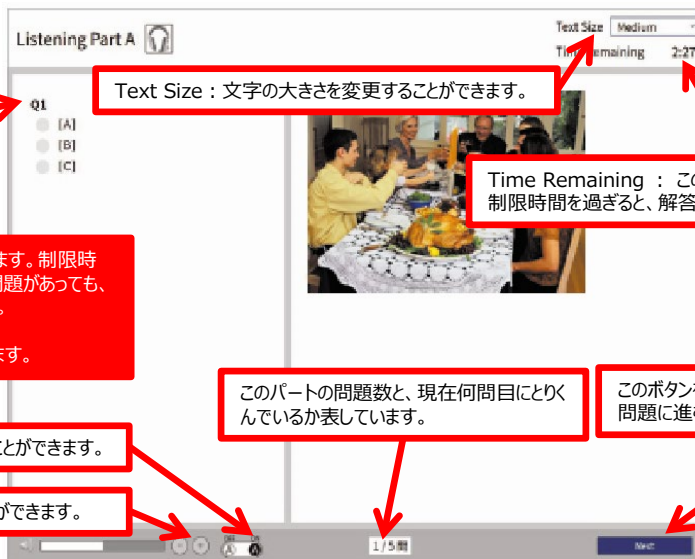 Listening Part A
Text Size Medium
Time Remaining 2:27
Text Size：文字の大きさを変更することができます。
Q1
[A]
[B]
[C]
Time Remaining ： こ
制限時間を過ぎると、解答
ます。制限時
問題があっても、
。
ます。
このパートの問題数と、現在何問目にとりく
んでいるか表しています。
このボタン
問題に進
ことができます。
ができます。
1/5問
Next